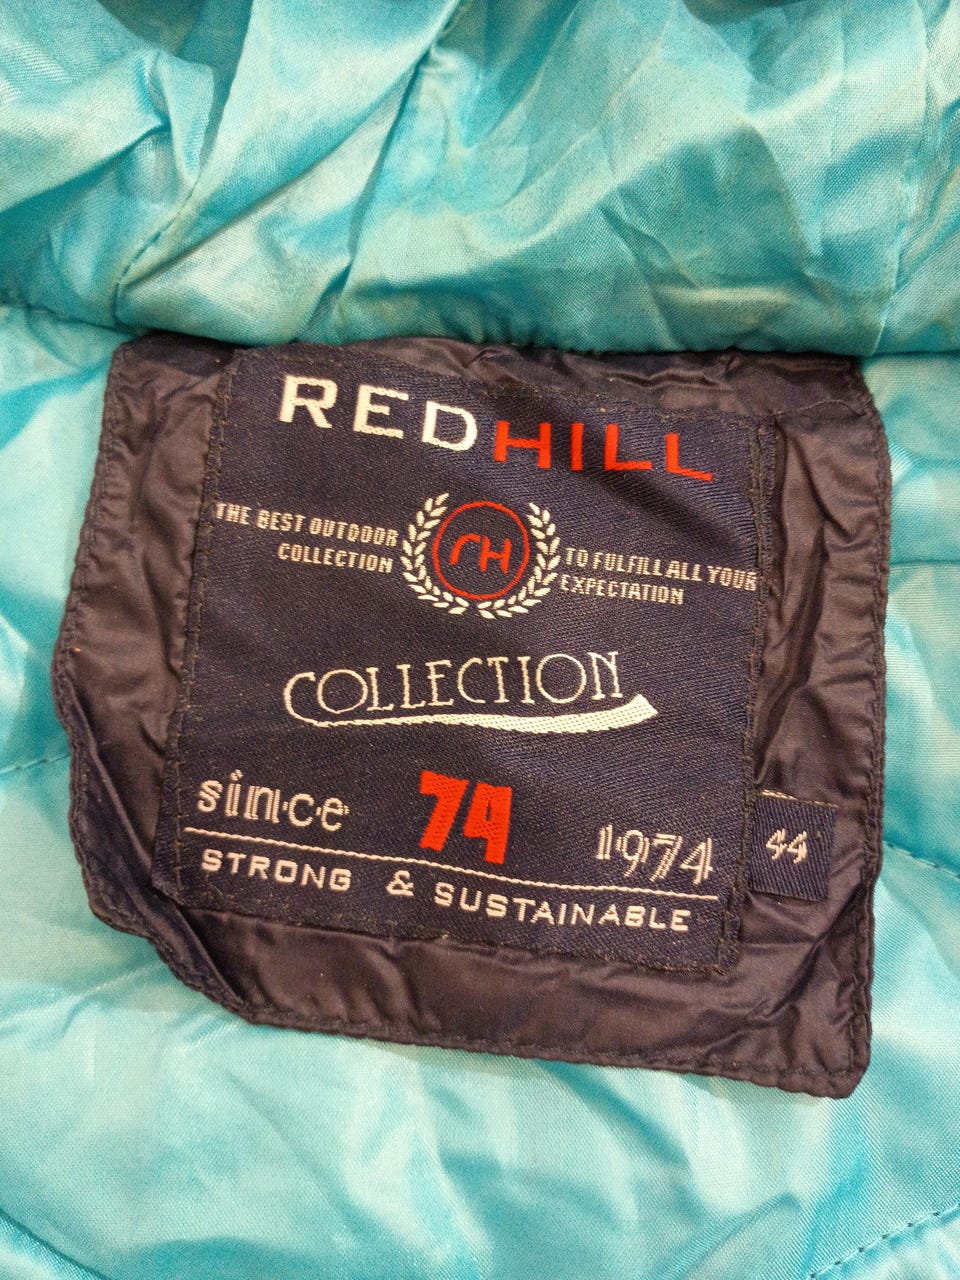 REDHILL
THE BEST OUTDOOR
COLLECTION
rH
TO FULFILL ALL YOUR
EXPECTATION
COLLECTION
since 74 1974
44
STRONG & SUSTAINABLE